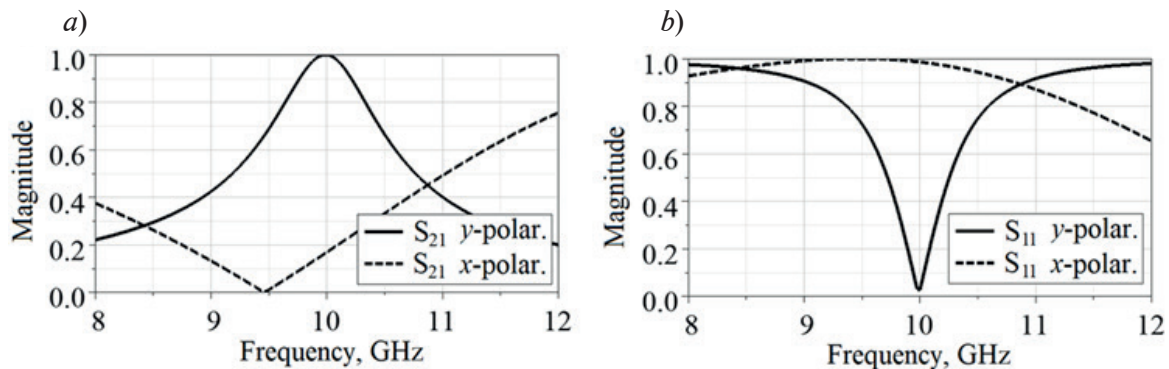 a)
1.0
0.8
0.6
0.4
0.2
0.0
Magnitude
8 9 10 11 12
Frequency, GHz
S₂₁ y-polar.
S₂₁ x-polar.
b)
1.0
0.8
0.6
0.4
0.2
0.0
Magnitude
8 9 10 11 12
Frequency, GHz
S₁₁ y-polar.
S₁₁ x-polar.